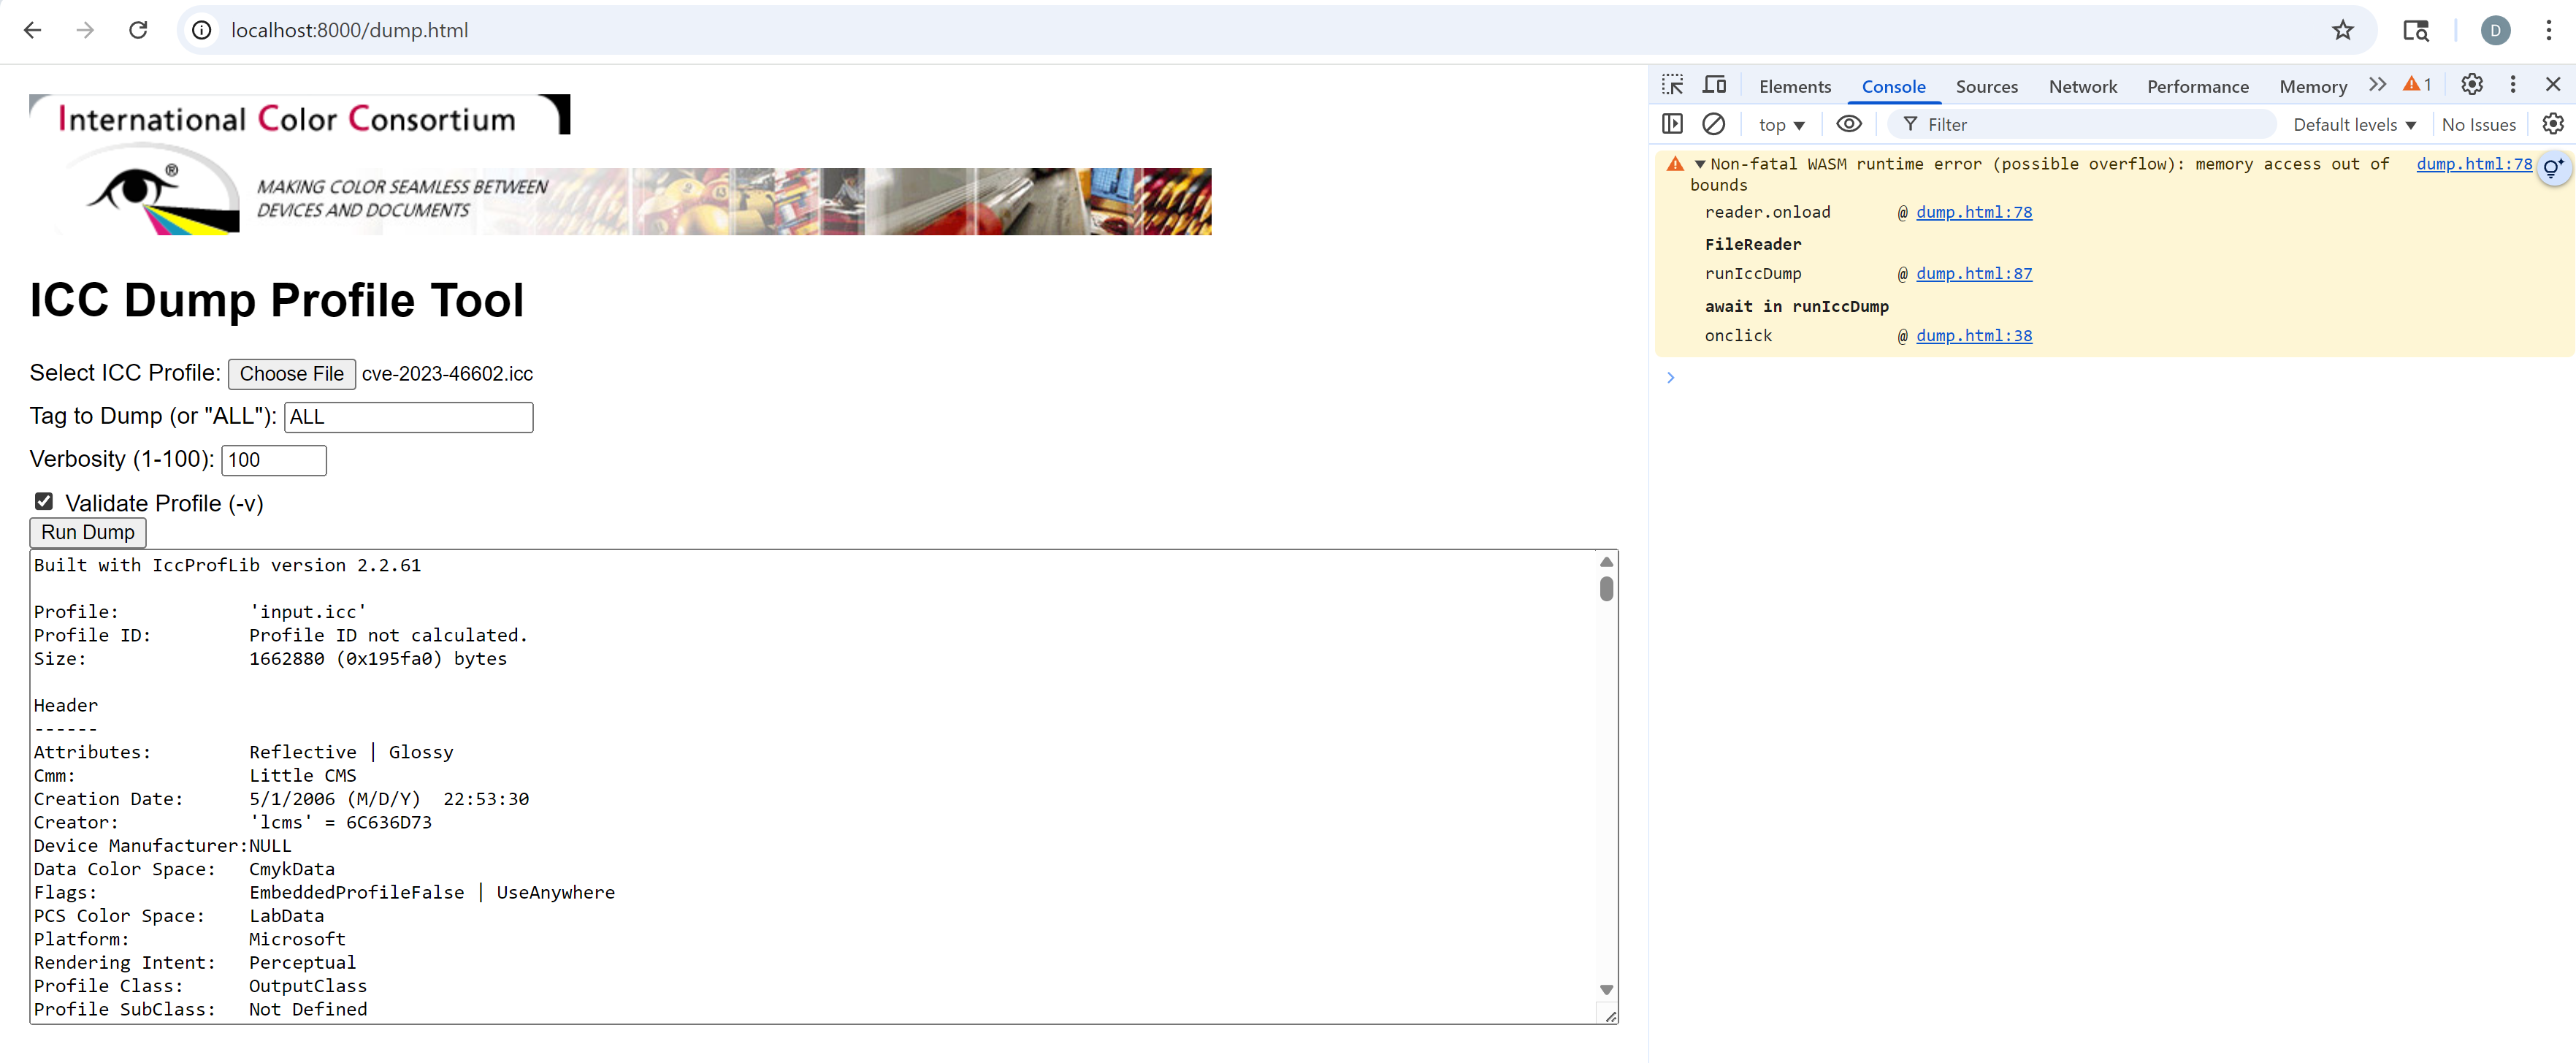 localhost:8000/dump.html
D
International Color Consortium
®
MAKING COLOR SEAMLESS BETWEEN
DEVICES AND DOCUMENTS
ICC Dump Profile Tool
Select ICC Profile: Choose File cve-2023-46602.icc
Tag to Dump (or "ALL"): ALL
Verbosity (1-100): 100
Validate Profile (-v)
Run Dump
Built with IccProfLib version 2.2.61
Profile: 'input.icc'
Profile ID: Profile ID not calculated.
Size: 1662880 (0x195fa0) bytes
Header
------
Attributes: Reflective | Glossy
Cmm: Little CMS
Creation Date: 5/1/2006 (M/D/Y)  22:53:30
Creator: 'lcms' = 6C636D73
Device Manufacturer:NULL
Data Color Space: CmykData
Flags: EmbeddedProfileFalse | UseAnywhere
PCS Color Space: LabData
Platform: Microsoft
Rendering Intent: Perceptual
Profile Class: OutputClass
Profile SubClass: Not Defined
Elements Console Sources Network Performance Memory 1
top Filter Default levels No Issues
Non-fatal WASM runtime error (possible overflow): memory access out of dump.html:78
bounds
reader.onload @ dump.html:78
FileReader
runIccDump @ dump.html:87
await in runIccDump
onclick @ dump.html:38